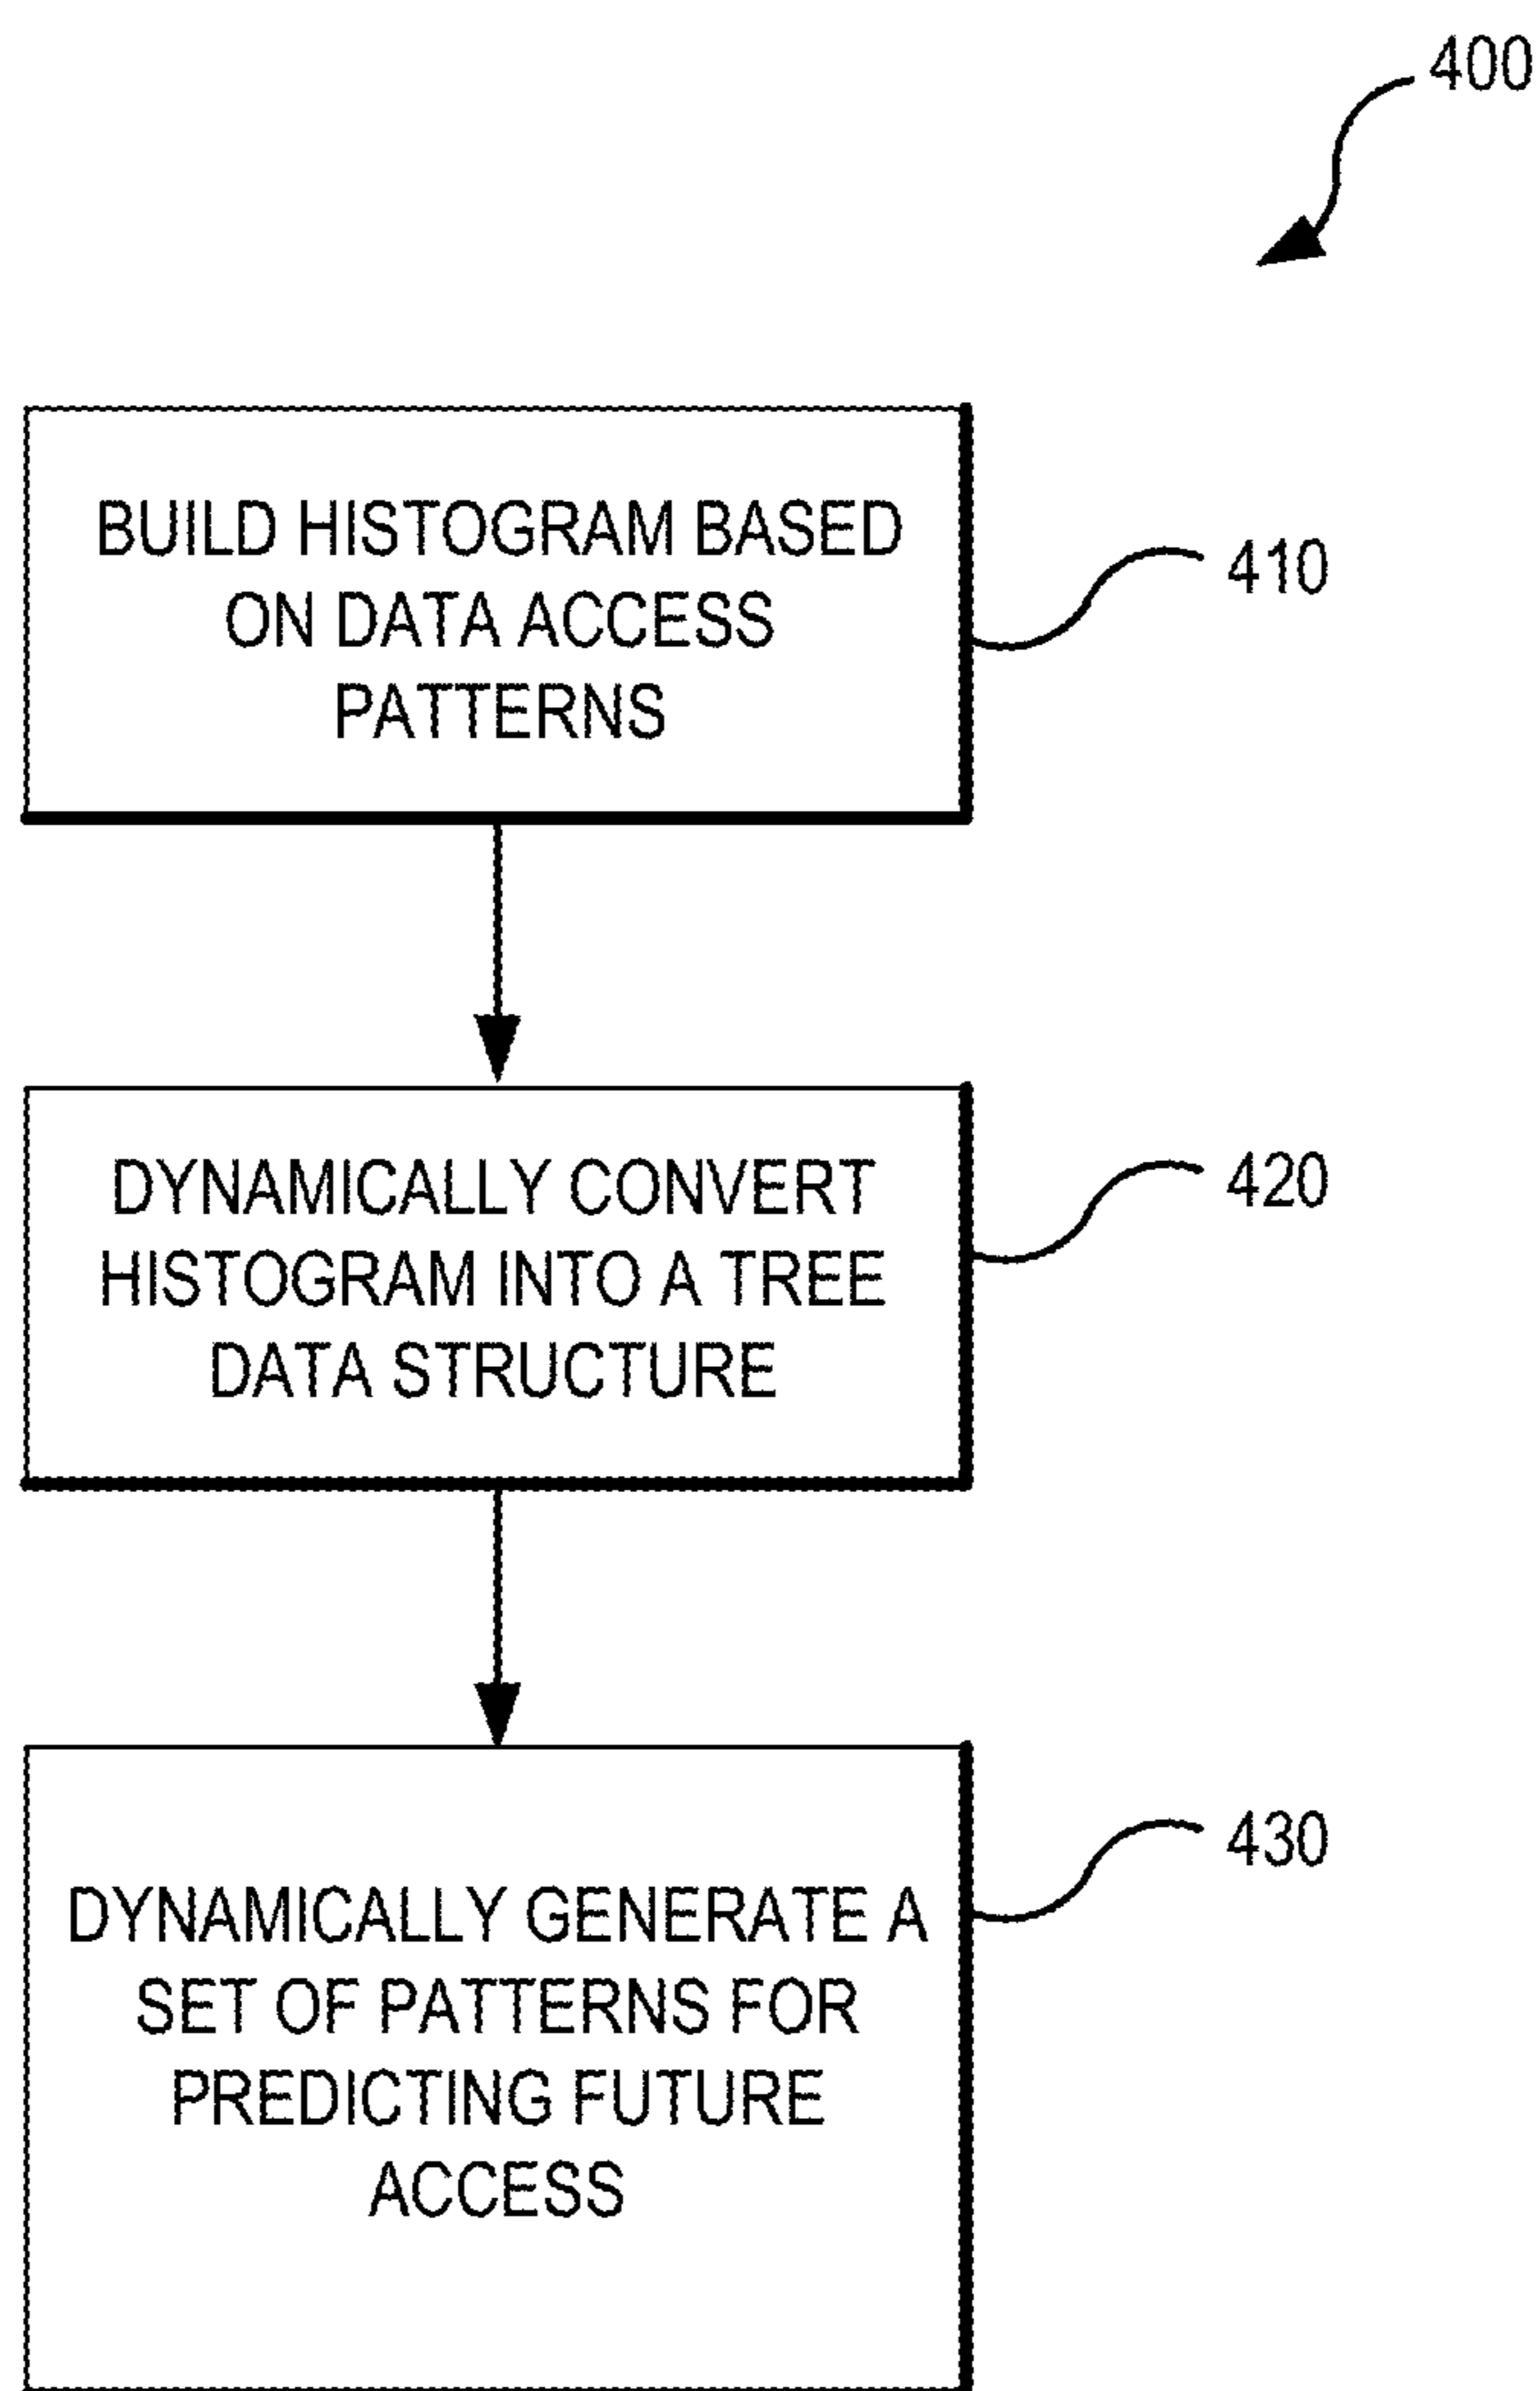 400
BUILD HISTOGRAM BASED
ON DATA ACCESS
PATTERNS
410
DYNAMICALLY CONVERT
HISTOGRAM INTO A TREE
DATA STRUCTURE
420
DYNAMICALLY GENERATE A
SET OF PATTERNS FOR
PREDICTING FUTURE
ACCESS
430